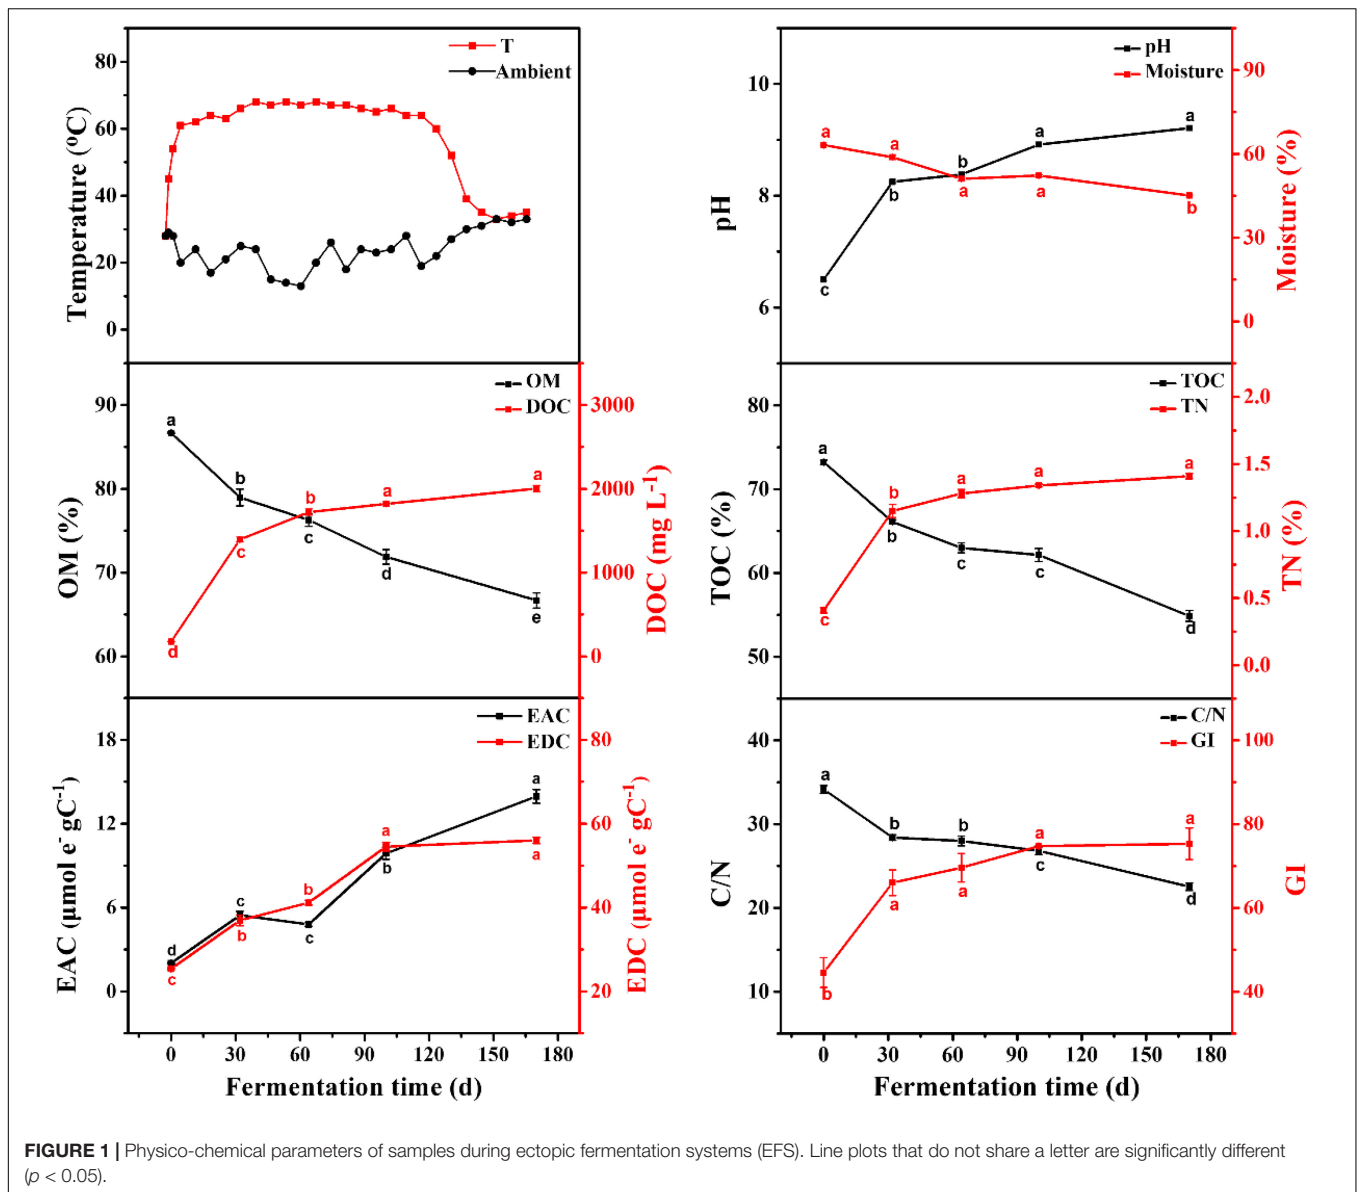 T
Ambient
80
60
40
20
0
Temperature (ºC)
pH
Moisture
10
8
6
pH
90
60
30
0
Moisture (%)
a
a
b
a
a
c
b
a
a
b
OM
DOC
90
80
70
60
OM (%)
3000
2000
1000
0
DOC (mg L-1)
a
b
b
a
a
d
c
c
d
e
TOC
TN
80
70
60
50
TOC (%)
2.0
1.5
1.0
0.5
0.0
TN (%)
a
b
a
a
a
c
b
c
c
d
EAC
EDC
18
12
6
0
EAC (μmol e- gC-1)
80
60
40
20
EDC (μmol e- gC-1)
d
c
b
a
a
c
b
c
b
a
0 30 60 90 120 150 180
Fermentation time (d)
C/N
GI
40
30
20
10
C/N
100
80
60
40
GI
a
b
b
a
a
b
a
a
c
d
0 30 60 90 120 150 180
Fermentation time (d)
FIGURE 1 | Physico-chemical parameters of samples during ectopic fermentation systems (EFS). Line plots that do not share a letter are significantly different
(p < 0.05).